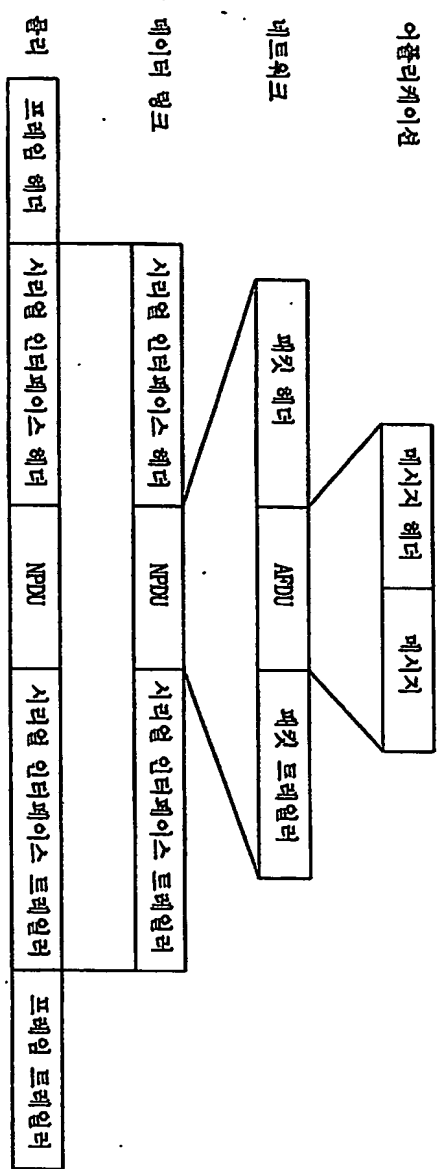 어플리케이션
메시지 헤더 메시지
네트워크
패킷 헤더 APDU 패킷 트레일러
데이터 링크
시리얼 인터페이스 헤더 NPDU 시리얼 인터페이스 트레일러
물리
프레임 헤더 시리얼 인터페이스 헤더 NPDU 시리얼 인터페이스 트레일러 프레임 트레일러